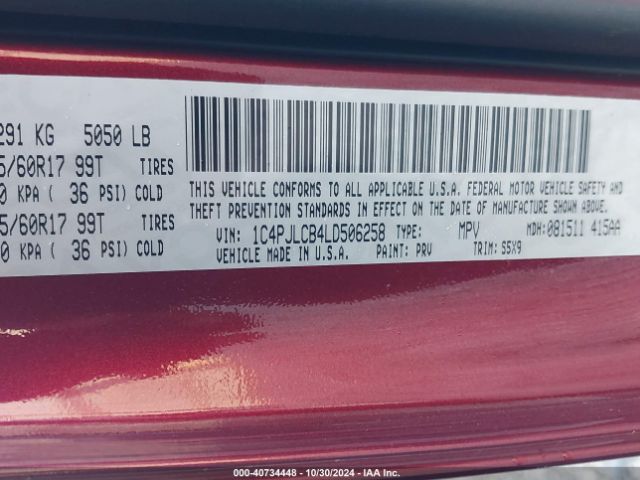 291 KG 5050 LB
5/60R17 99T TIRES
0 KPA ( 36 PSI) COLD
5/60R17 99T TIRES
0 KPA ( 36 PSI) COLD
THIS VEHICLE CONFORMS TO ALL APPLICABLE U.S.A. FEDERAL MOTOR VEHICLE SAFETY AND
THEFT PREVENTION STANDARDS IN EFFECT ON THE DATE OF MANUFACTURE SHOWN ABOVE.
VIN: 1C4PJLCB4LD506258 TYPE: MPV MDH: 081511 415AA
VEHICLE MADE IN U.S.A. PAINT: PRV TRIM: S5X9
000-40734448 - 10/30/2024 - IAA Inc.